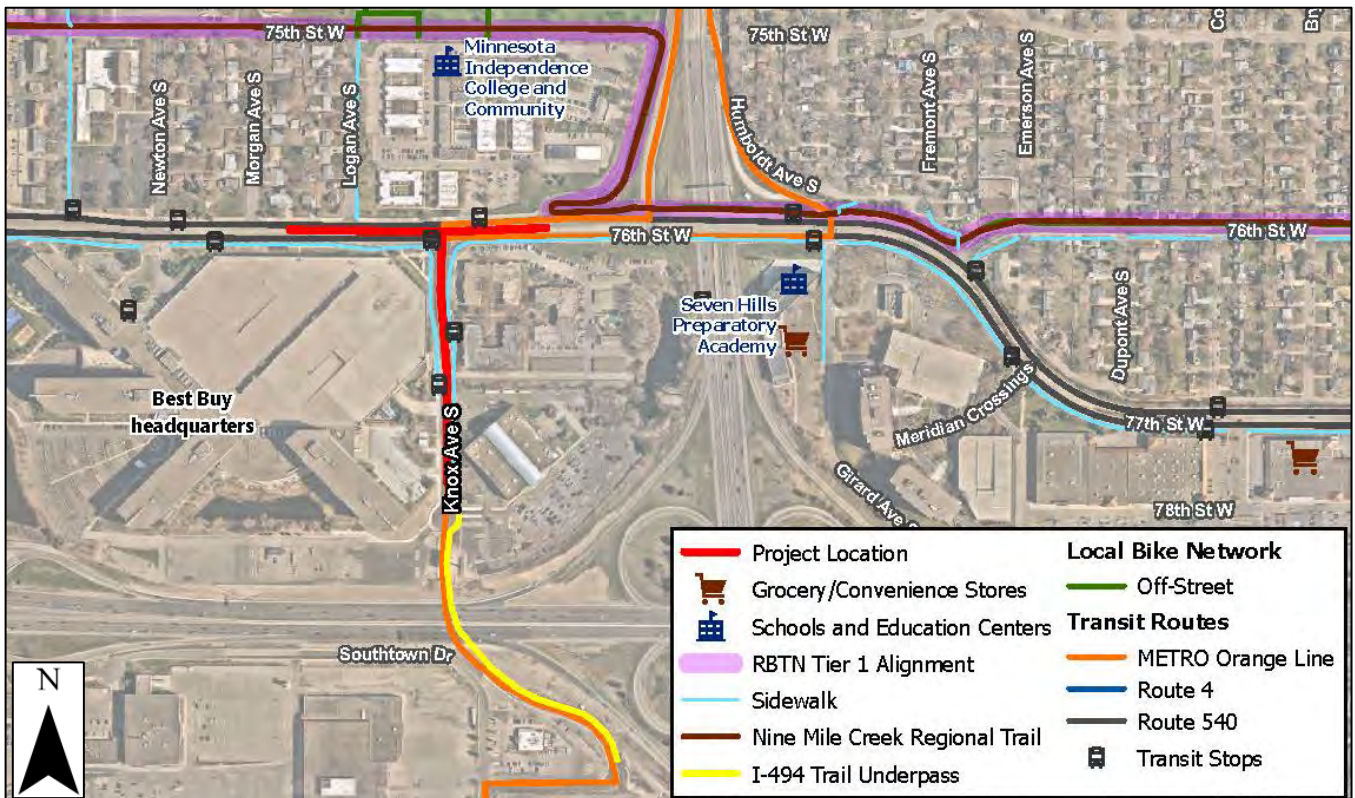 75th St W
75th St W
Co
Bry
Minnesota
Independence
College and
Community
Newton Ave S
Morgan Ave S
Logan Ave S
Humboldt Ave S
Fremont Ave S
Emerson Ave S
76th St W
76th St W
Seven Hills
Preparatory
Academy
Dupont Ave S
Best Buy
headquarters
Knox Ave S
Meridian Crossings
77th St W
Girard Ave S
78th St W
Southtown Dr
N
Project Location
Grocery/Convenience Stores
Schools and Education Centers
RBTN Tier 1 Alignment
Sidewalk
Nine Mile Creek Regional Trail
I-494 Trail Underpass
Local Bike Network
Off-Street
Transit Routes
METRO Orange Line
Route 4
Route 540
Transit Stops